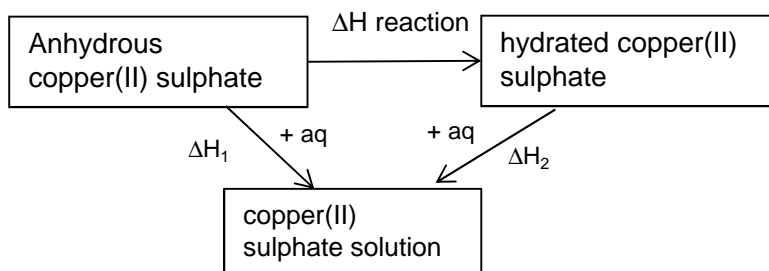 Anhydrous
copper(II) sulphate
ΔH reaction
hydrated copper(II)
sulphate
ΔH₁
+ aq
+ aq
ΔH₂
copper(II)
sulphate solution